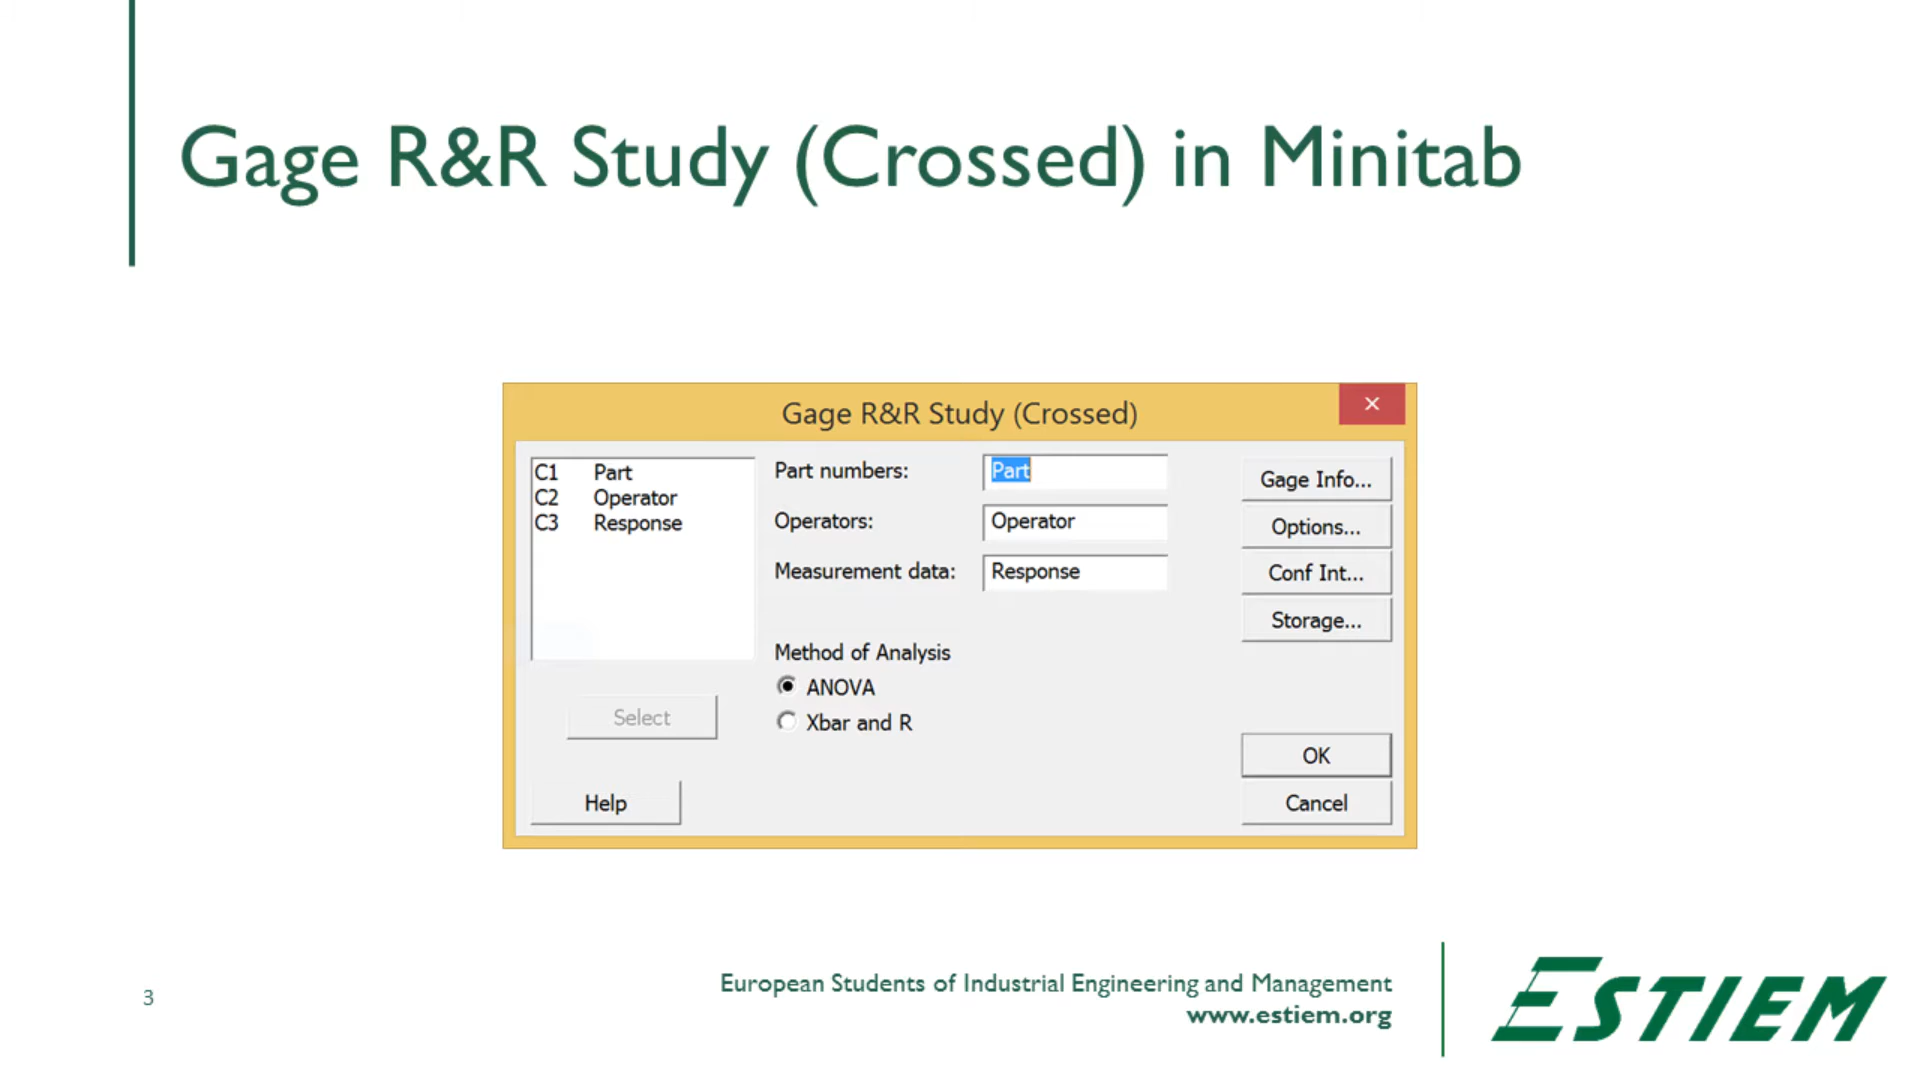 Gage R&R Study (Crossed) in Minitab
Gage R&R Study (Crossed)
C1 Part
C2 Operator
C3 Response
Part numbers: Part
Operators: Operator
Measurement data: Response
Method of Analysis
ANOVA
Xbar and R
Gage Info...
Options...
Conf Int...
Storage...
Select
Help
OK
Cancel
3
European Students of Industrial Engineering and Management
www.estiem.org
ESTIEM